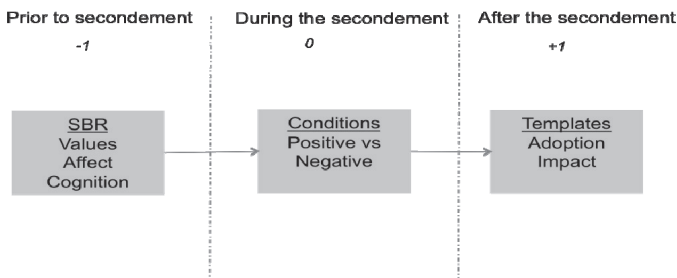 Prior to secondement
-1
During the secondement
0
After the secondement
+1
SBR
Values
Affect
Cognition
Conditions
Positive vs
Negative
Templates
Adoption
Impact